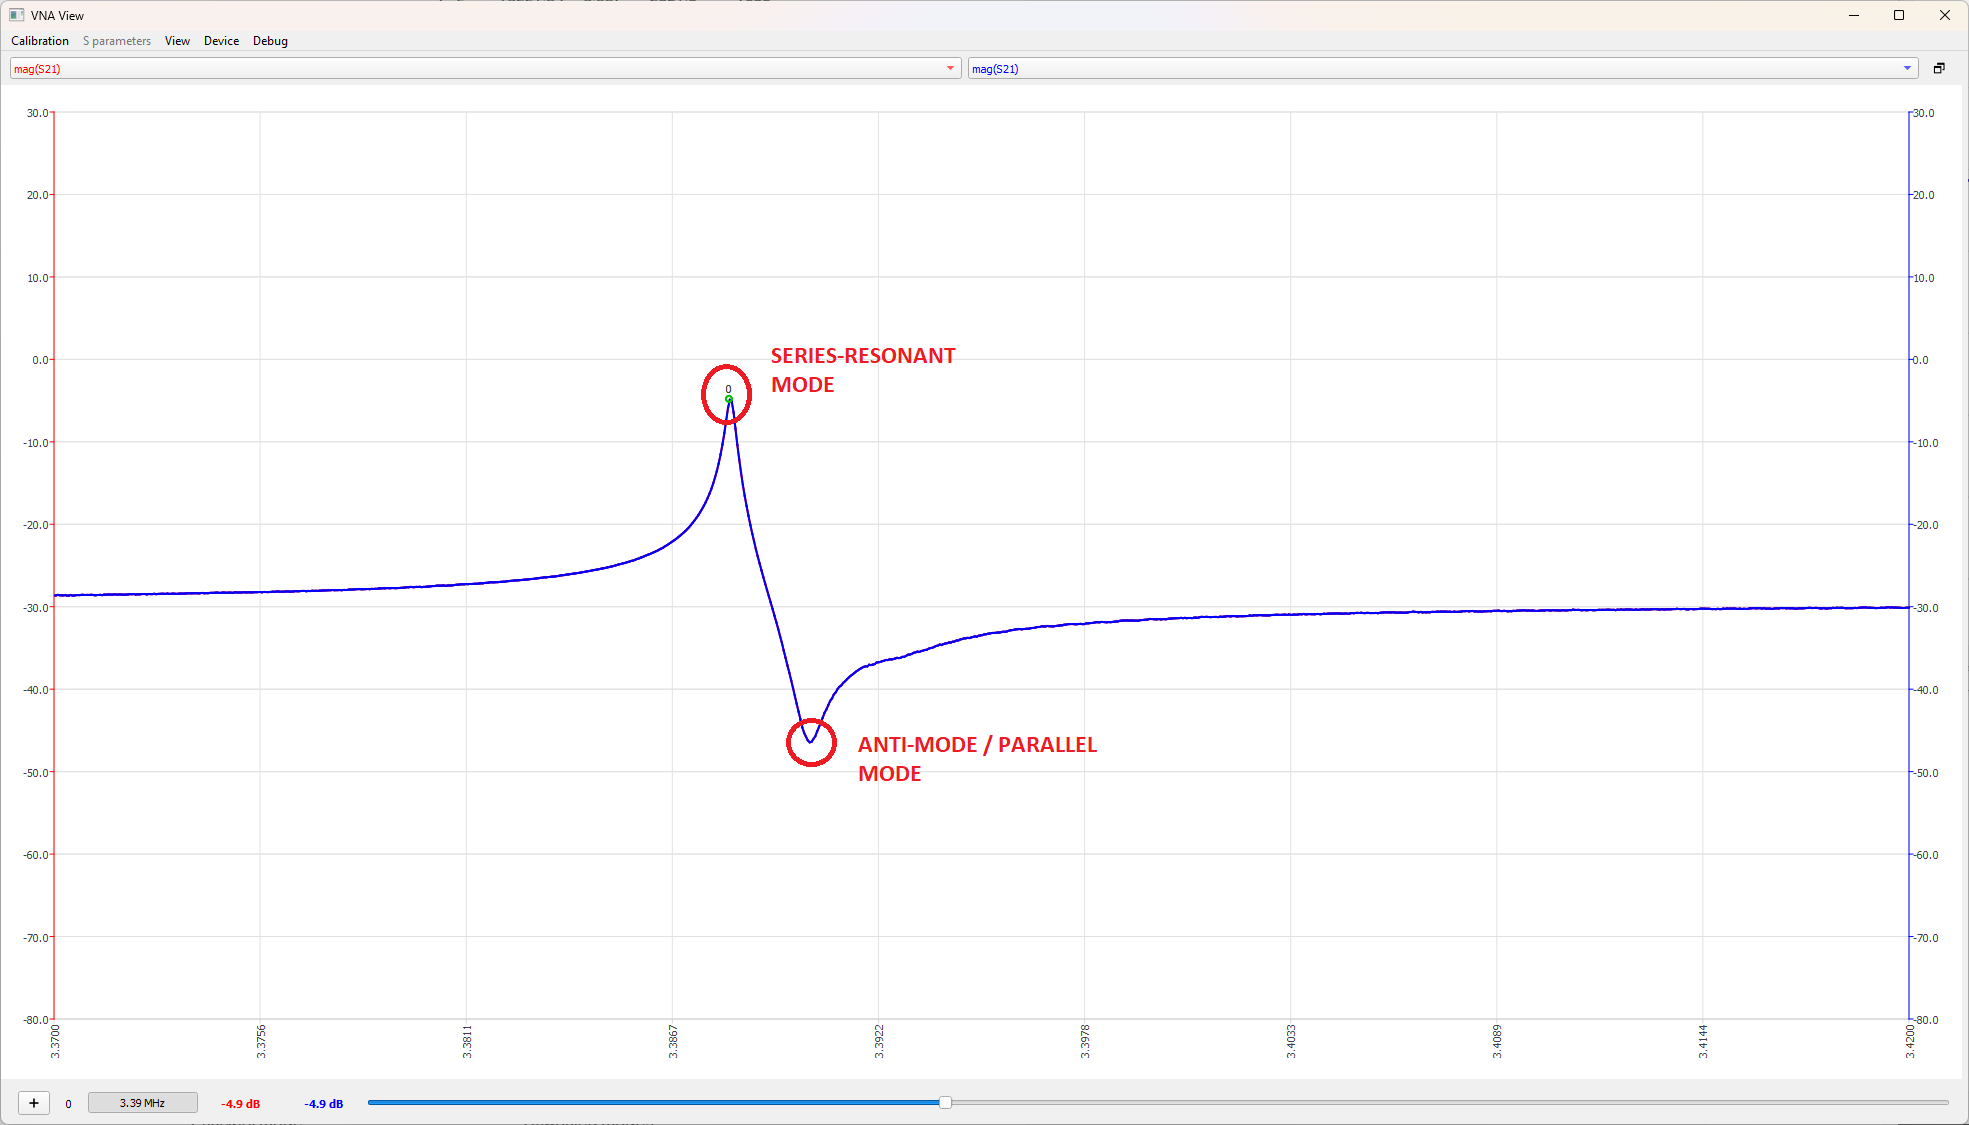 VNA View
Calibration S parameters View Device Debug
mag(S21) mag(S21)
30.0 30.0
20.0 20.0
10.0 10.0
0.0 0.0
SERIES-RESONANT
MODE
0
-10.0 -10.0
-20.0 -20.0
-30.0 -30.0
-40.0 -40.0
ANTI-MODE / PARALLEL
MODE
-50.0 -50.0
-60.0 -60.0
-70.0 -70.0
-80.0 -80.0
3.3700 3.3756 3.3811 3.3867 3.3922 3.3978 3.4033 3.4089 3.4144 3.4200
+ 0 3.39 MHz -4.9 dB -4.9 dB